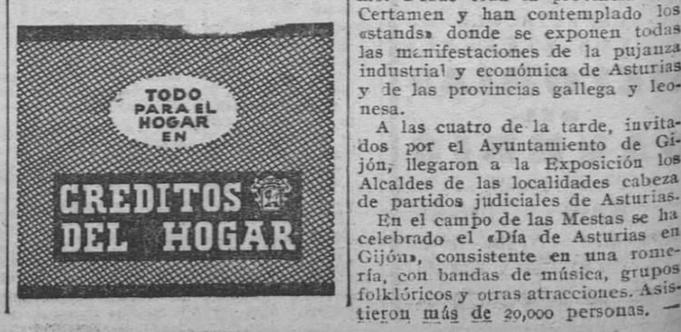 TODO
PARA EL
HOGAR
EN
CREDITOS
DEL HOGAR
Certamen y han contemplado los
«stands» donde se exponen todas
las manifestaciones de la pujanza
industrial y económica de Asturias
y de las provincias gallega y leo-
nesa.
A las cuatro de la tarde, invita-
dos por el Ayuntamiento de Gi-
jón, llegaron a la Exposición los
Alcaldes de las localidades cabeza
de partidos judiciales de Asturias.
En el campo de las Mestas se ha
celebrado el «Día de Asturias en
Gijón», consistente en una rome-
ría, con bandas de música, grupos
folklóricos y otras atracciones. Asis-
tieron más de 20,000 personas. —